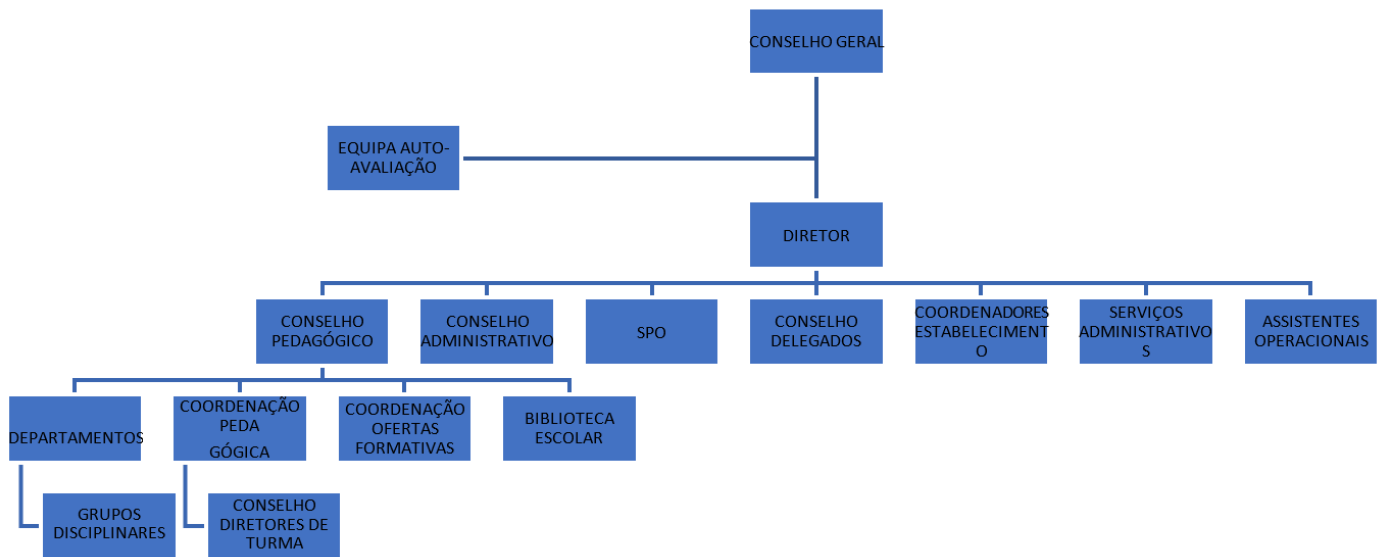 CONSELHO GERAL
EQUIPA AUTO-
AVALIAÇÃO
DIRETOR
CONSELHO
PEDAGÓGICO
CONSELHO
ADMINISTRATIVO
SPO
CONSELHO
DELEGADOS
COORDENADORES
ESTABELECIMENT
O
SERVIÇOS
ADMINISTRATIVO
S
ASSISTENTES
OPERACIONAIS
DEPARTAMENTOS
COORDENAÇÃO
PEDA
GÓGICA
COORDENAÇÃO
OFERTAS
FORMATIVAS
BIBLIOTECA
ESCOLAR
GRUPOS
DISCIPLINARES
CONSELHO
DIRETORES DE
TURMA